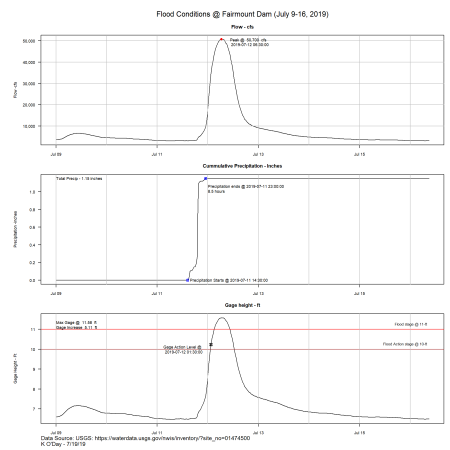 Flood Conditions @ Fairmount Dam (July 9-16, 2019)
Flow - cfs
Peak @ 50,700 cfs
2019-07-12 06:30:00
Flow -cfs
50,000
40,000
30,000
20,000
10,000
Jul 09 Jul 11 Jul 13 Jul 15
Cummulative Precipitation - Inches
Total Precip - 1.15 inches
Precipitation ends @ 2019-07-11 23:00:00
8.5 hours
Precipitation Starts @ 2019-07-11 14:30:00
Precipitation -inches
1.0
0.8
0.6
0.4
0.2
0.0
Jul 09 Jul 11 Jul 13 Jul 15
Gage height - ft
Max Gage @ 11.58 ft
Gage Increase 5.11 ft
Flood stage @ 11-ft
Gage Action Level @
2019-07-12 01:30:00
Flood Action stage @ 10-ft
Gage Height - ft
11
10
9
8
7
Jul 09 Jul 11 Jul 13 Jul 15
Data Source: USGS: https://waterdata.usgs.gov/nwis/inventory/?site_no=01474500
K O'Day - 7/19/19